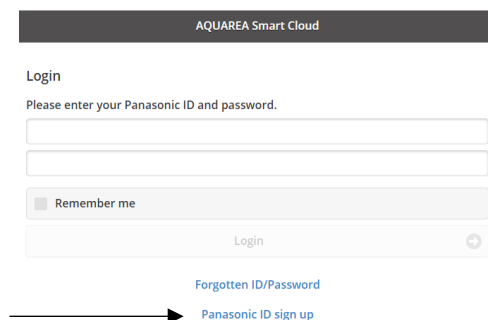 AQUAREA Smart Cloud
Login
Please enter your Panasonic ID and password.
Remember me
Login
Forgotten ID/Password
Panasonic ID sign up